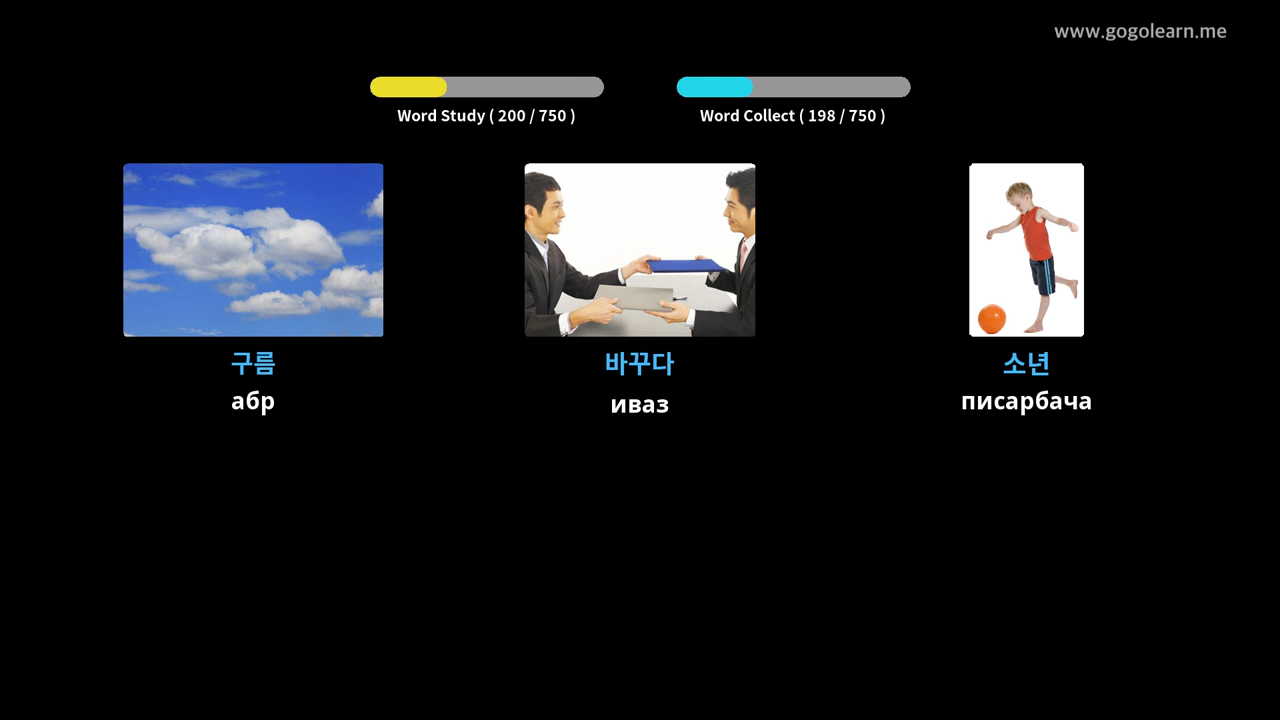 www.gogolearn.me
Word Study ( 200 / 750 )
Word Collect ( 198 / 750 )
구름
바꾸다
소년
абр
иваз
писарбача